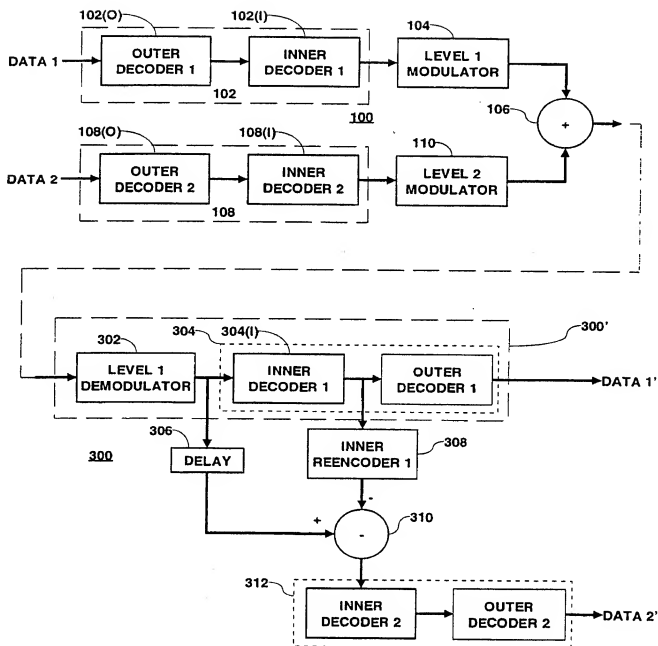 102(O)
102(I)
104
DATA 1
OUTER
DECODER 1
INNER
DECODER 1
LEVEL 1
MODULATOR
102
100
106
+
108(O)
108(I)
110
DATA 2
OUTER
DECODER 2
INNER
DECODER 2
LEVEL 2
MODULATOR
108
300'
302
304
304(I)
LEVEL 1
DEMODULATOR
INNER
DECODER 1
OUTER
DECODER 1
DATA 1'
306
300
DELAY
INNER
REENCODER 1
308
-
+
-
310
312
INNER
DECODER 2
OUTER
DECODER 2
DATA 2'